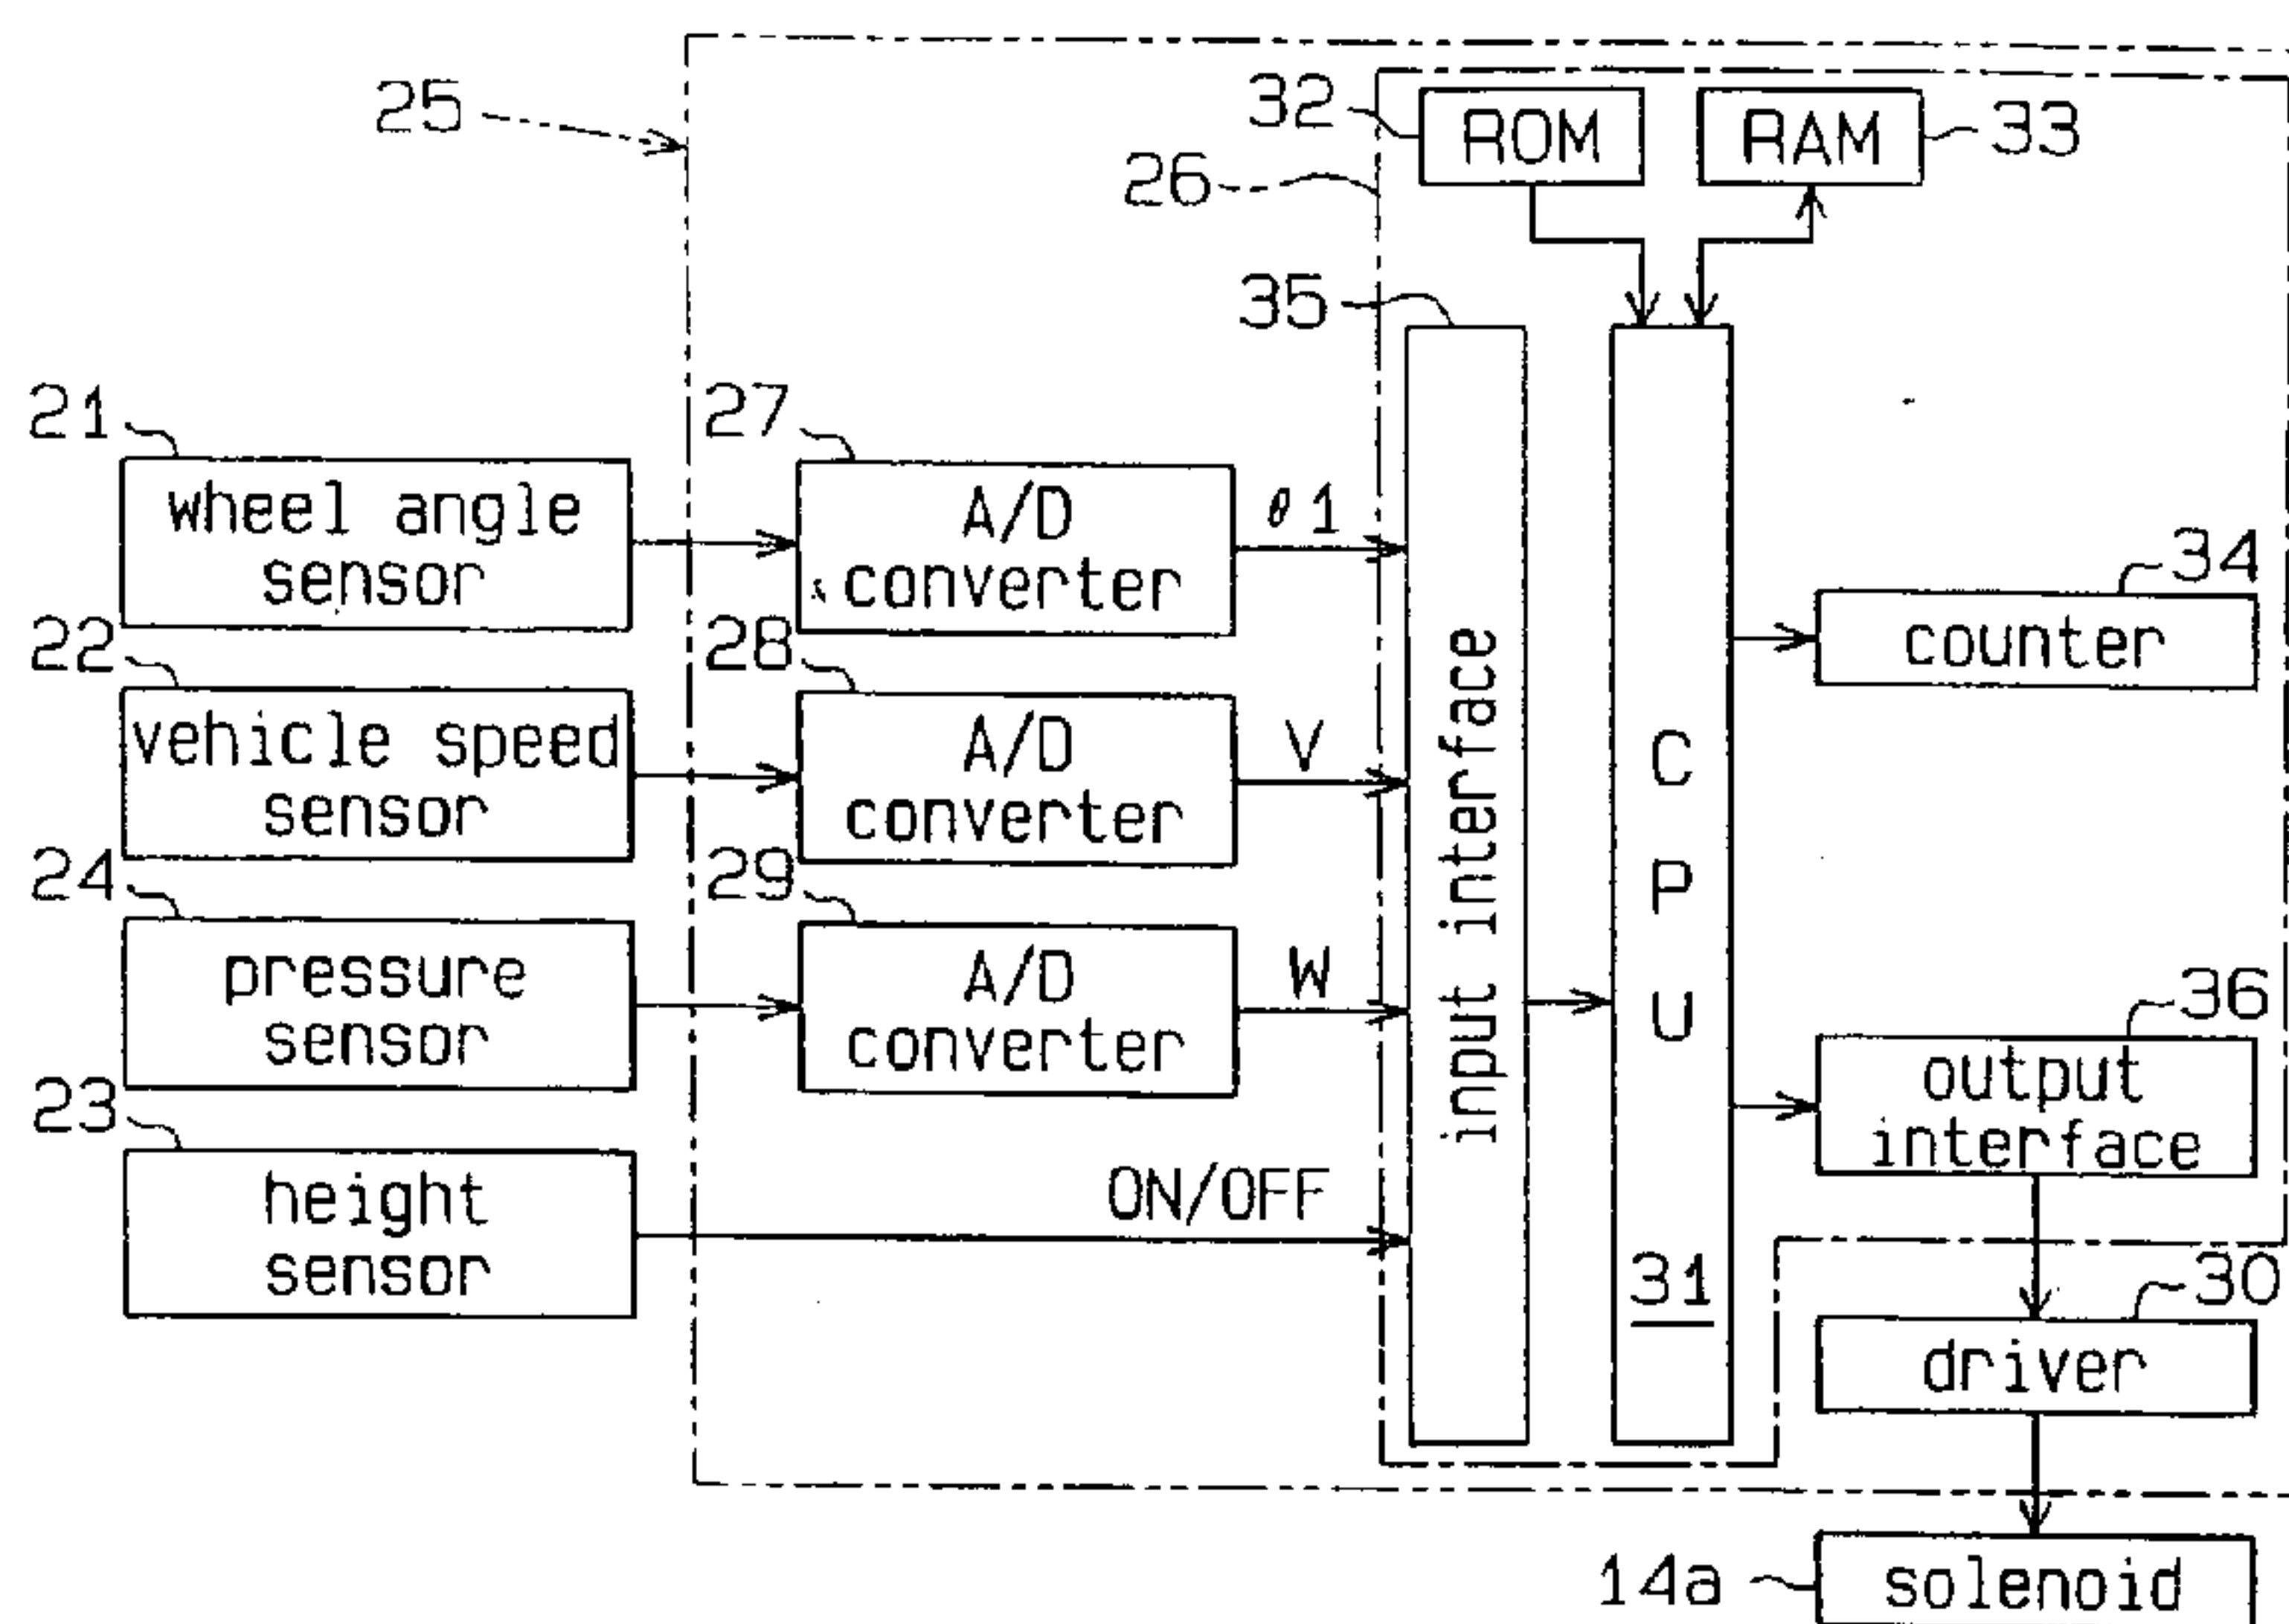 25
32
ROM
RAM
33
26
35
21
wheel angle
sensor
27
A/D
converter
θ1
22
vehicle speed
sensor
28
A/D
converter
V
24
pressure
sensor
29
A/D
converter
W
23
height
sensor
ON/OFF
input interface
CPU
31
34
counter
36
output
interface
30
driver
14a
solenoid